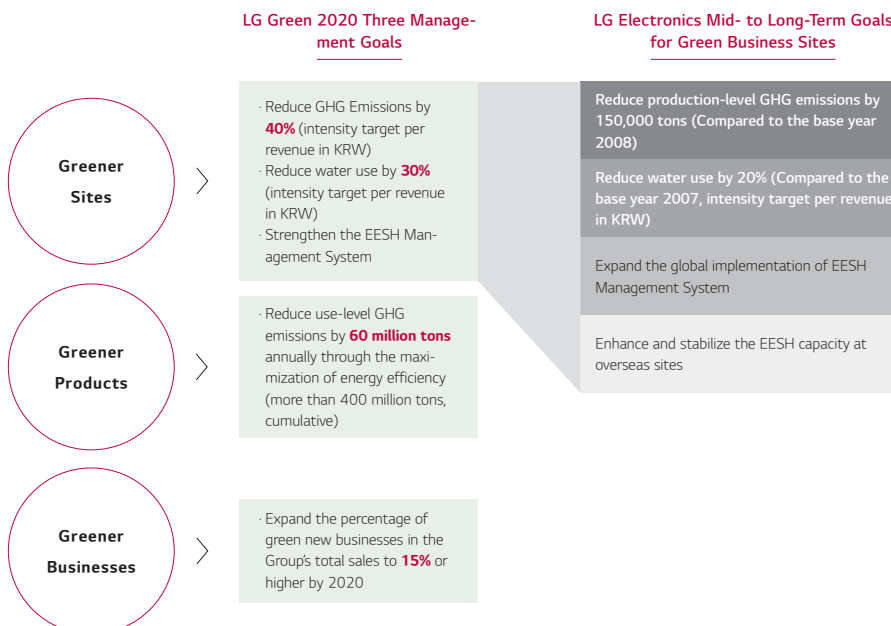 LG Green 2020 Three Manage-
ment Goals
LG Electronics Mid- to Long-Term Goals
for Green Business Sites
Greener
Sites
· Reduce GHG Emissions by
40% (intensity target per
revenue in KRW)
· Reduce water use by 30%
(intensity target per revenue
in KRW)
· Strengthen the EESH Man-
agement System
Reduce production-level GHG emissions by
150,000 tons (Compared to the base year
2008)
Reduce water use by 20% (Compared to the
base year 2007, intensity target per revenue
in KRW)
Expand the global implementation of EESH
Management System
Enhance and stabilize the EESH capacity at
overseas sites
Greener
Products
· Reduce use-level GHG
emissions by 60 million tons
annually through the maxi-
mization of energy efficiency
(more than 400 million tons,
cumulative)
Greener
Businesses
· Expand the percentage of
green new businesses in the
Group's total sales to 15% or
higher by 2020